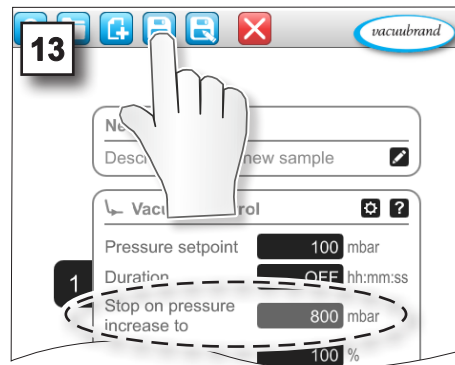 vacuubrand
13
Ne
Desc new sample
Vacu rol
?
Pressure setpoint 100 mbar
1
Duration OFF hh:mm:ss
Stop on pressure
increase to
800 mbar
100 %